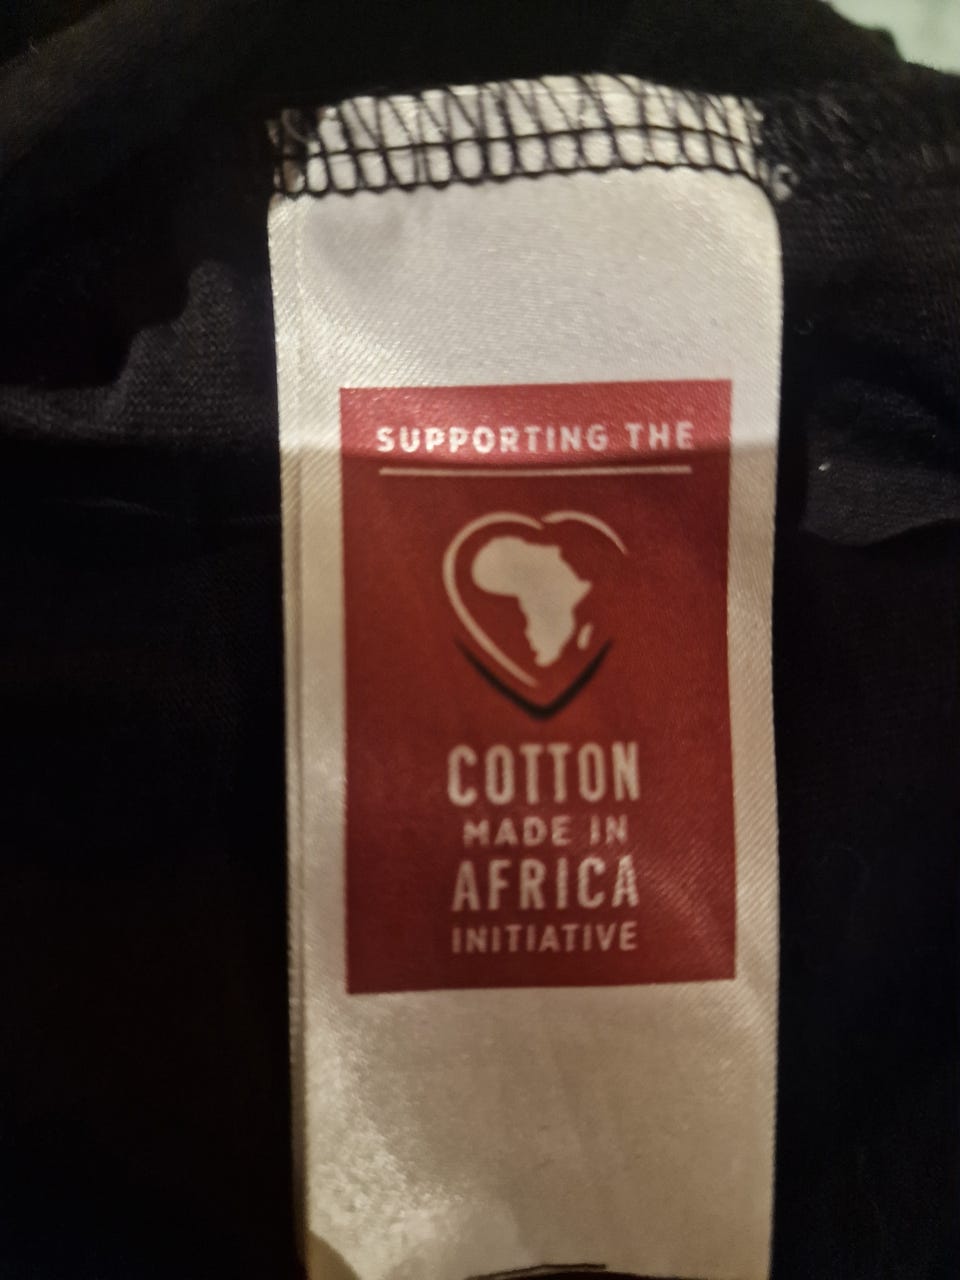 SUPPORTING THE
COTTON
MADE IN
AFRICA
INITIATIVE